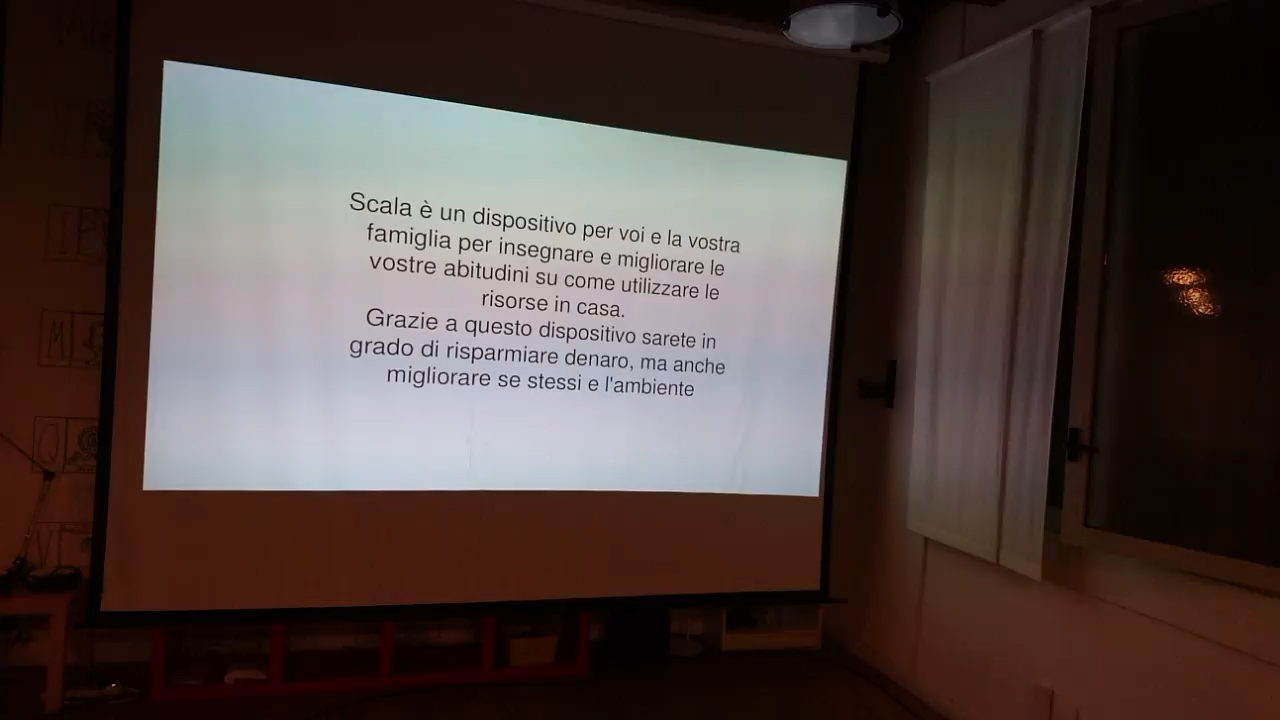 Scala è un dispositivo per voi e la vostra
famiglia per insegnare e migliorare le
vostre abitudini su come utilizzare le
risorse in casa.
Grazie a questo dispositivo sarete in
grado di risparmiare denaro, ma anche
migliorare se stessi e l'ambiente